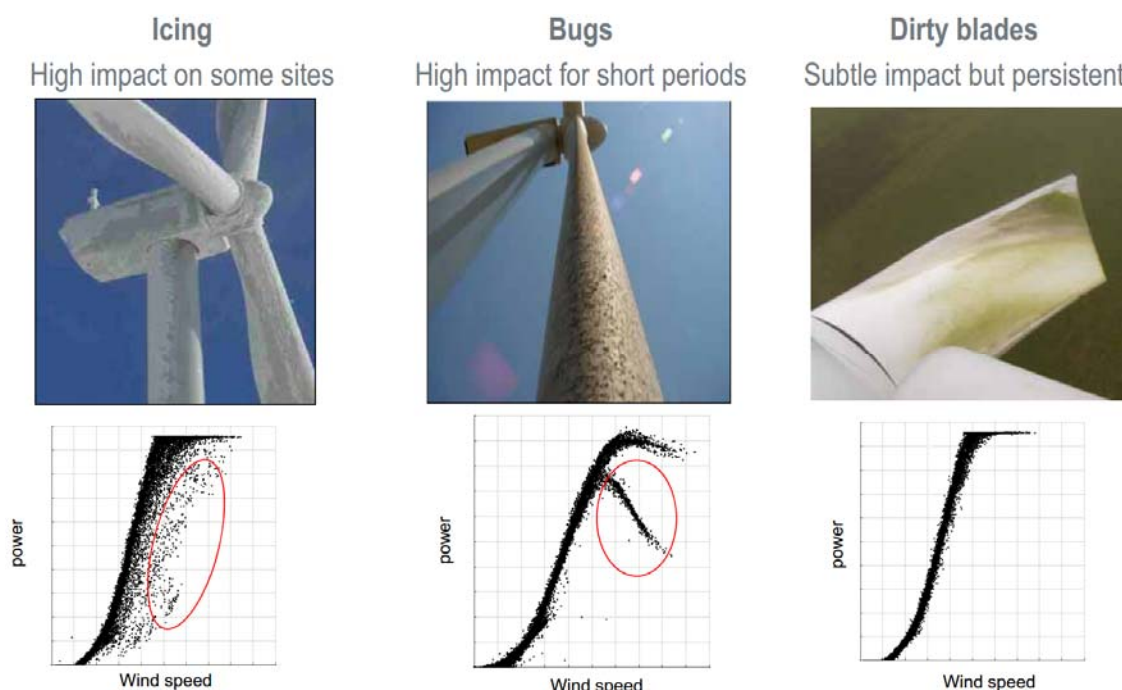 Icing
High impact on some sites
Bugs
High impact for short periods
Dirty blades
Subtle impact but persistent
power
Wind speed
power
Wind speed
power
Wind speed